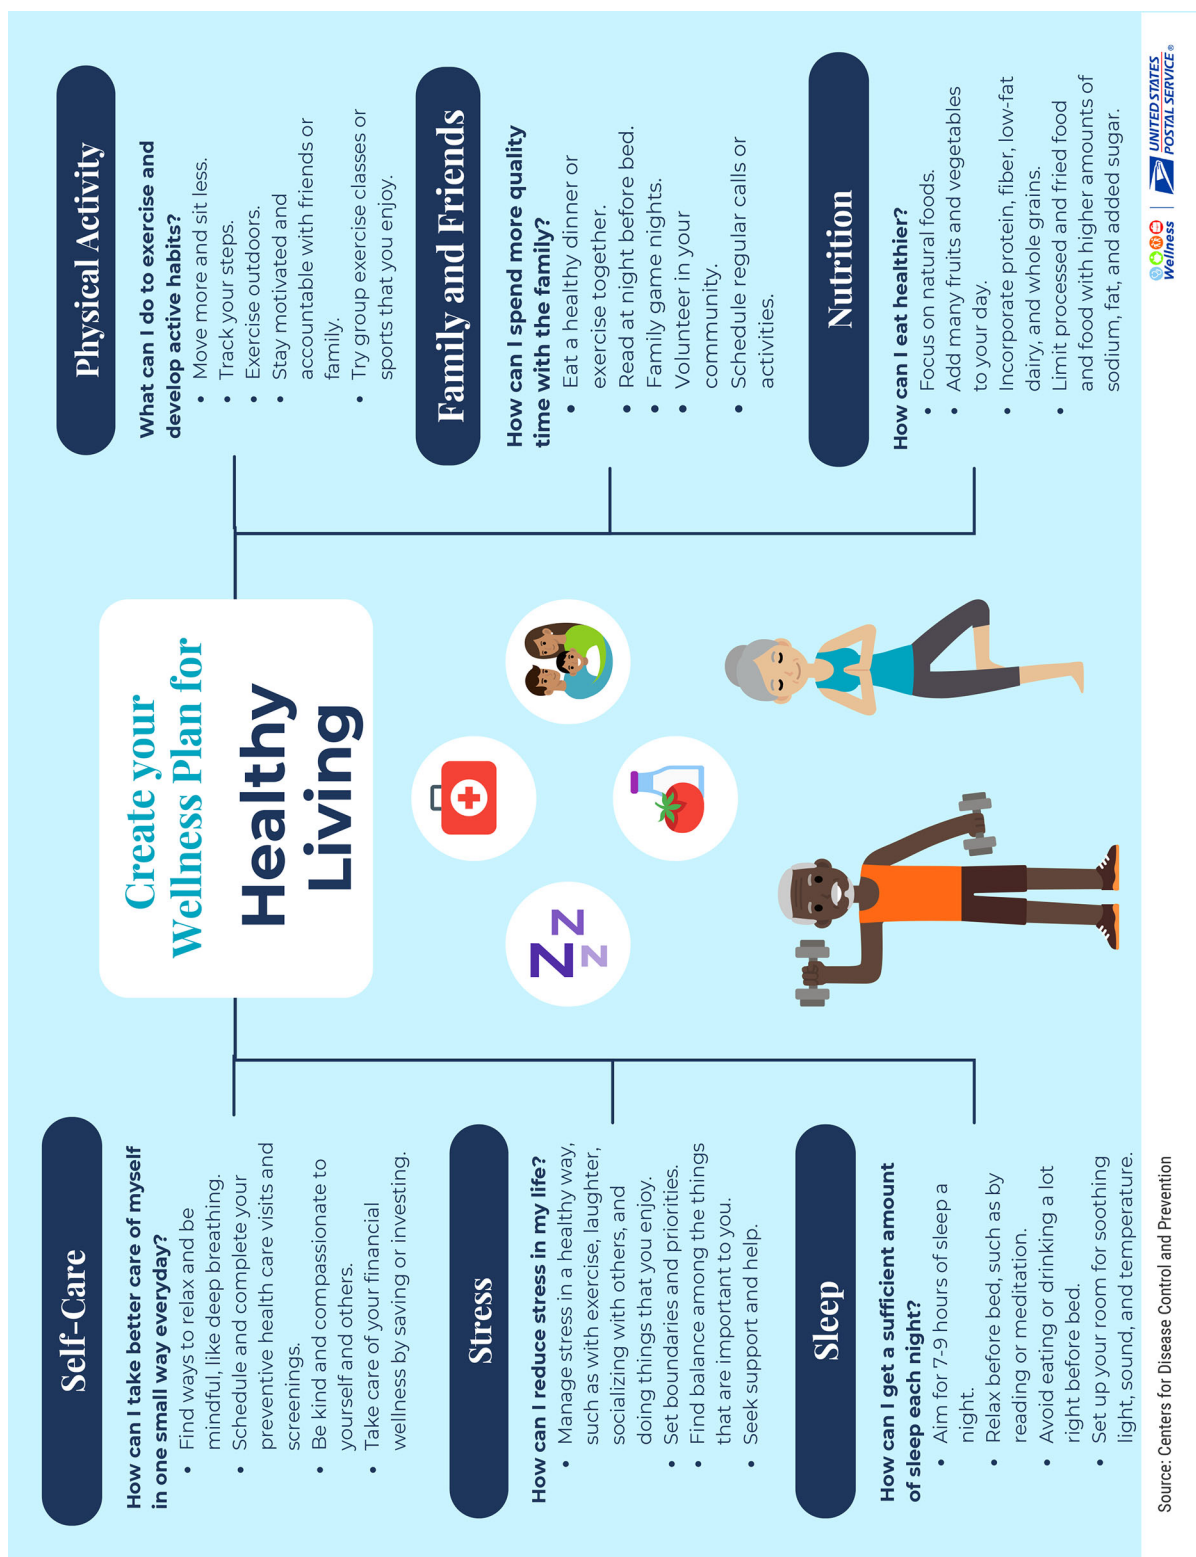 Create your
Wellness Plan for
Healthy
Living
Self-Care
How can I take better care of myself
in one small way everyday?
• Find ways to relax and be
mindful, like deep breathing.
• Schedule and complete your
preventive health care visits and
screenings.
• Be kind and compassionate to
yourself and others.
• Take care of your financial
wellness by saving or investing.
Stress
How can I reduce stress in my life?
• Manage stress in a healthy way,
such as with exercise, laughter,
socializing with others, and
doing things that you enjoy.
• Set boundaries and priorities.
• Find balance among the things
that are important to you.
• Seek support and help.
Sleep
How can I get a sufficient amount
of sleep each night?
• Aim for 7-9 hours of sleep a
night.
• Relax before bed, such as by
reading or meditation.
• Avoid eating or drinking a lot
right before bed.
• Set up your room for soothing
light, sound, and temperature.
Z Z
Z
Physical Activity
What can I do to exercise and
develop active habits?
• Move more and sit less.
• Track your steps.
• Exercise outdoors.
• Stay motivated and
accountable with friends or
family.
• Try group exercise classes or
sports that you enjoy.
Family and Friends
How can I spend more quality
time with the family?
• Eat a healthy dinner or
exercise together.
• Read at night before bed.
• Family game nights.
• Volunteer in your
community.
• Schedule regular calls or
activities.
Nutrition
How can I eat healthier?
• Focus on natural foods.
• Add many fruits and vegetables
to your day.
• Incorporate protein, fiber, low-fat
dairy, and whole grains.
• Limit processed and fried food
and food with higher amounts of
sodium, fat, and added sugar.
Source: Centers for Disease Control and Prevention
Wellness
UNITED STATES
POSTAL SERVICE®